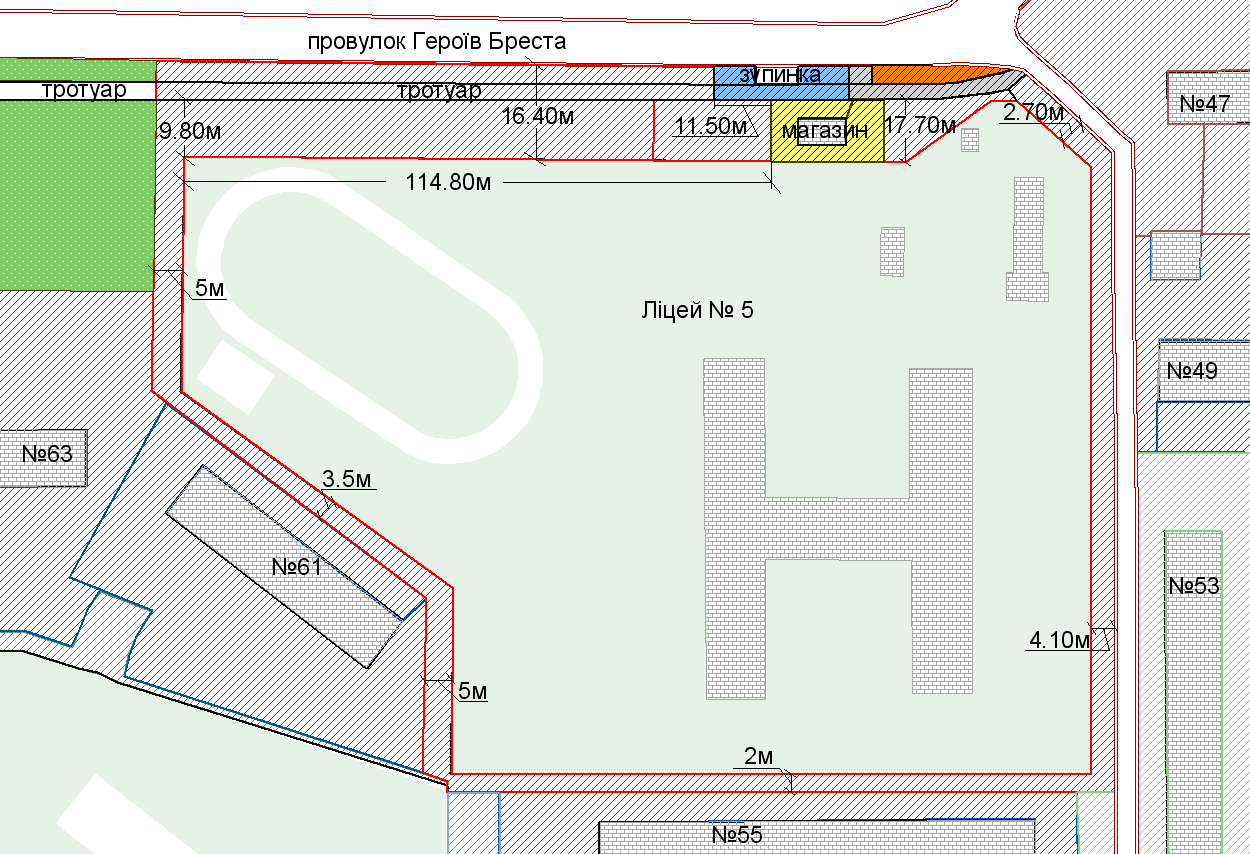 провулок Героїв Бреста
зупинка
тротуар
тротуар
№47
9.80м
16.40м
11.50м
магазин
17.70м
2.70м
114.80м
5м
Ліцей № 5
№49
№63
3.5м
№61
№53
4.10м
5м
2м
№55